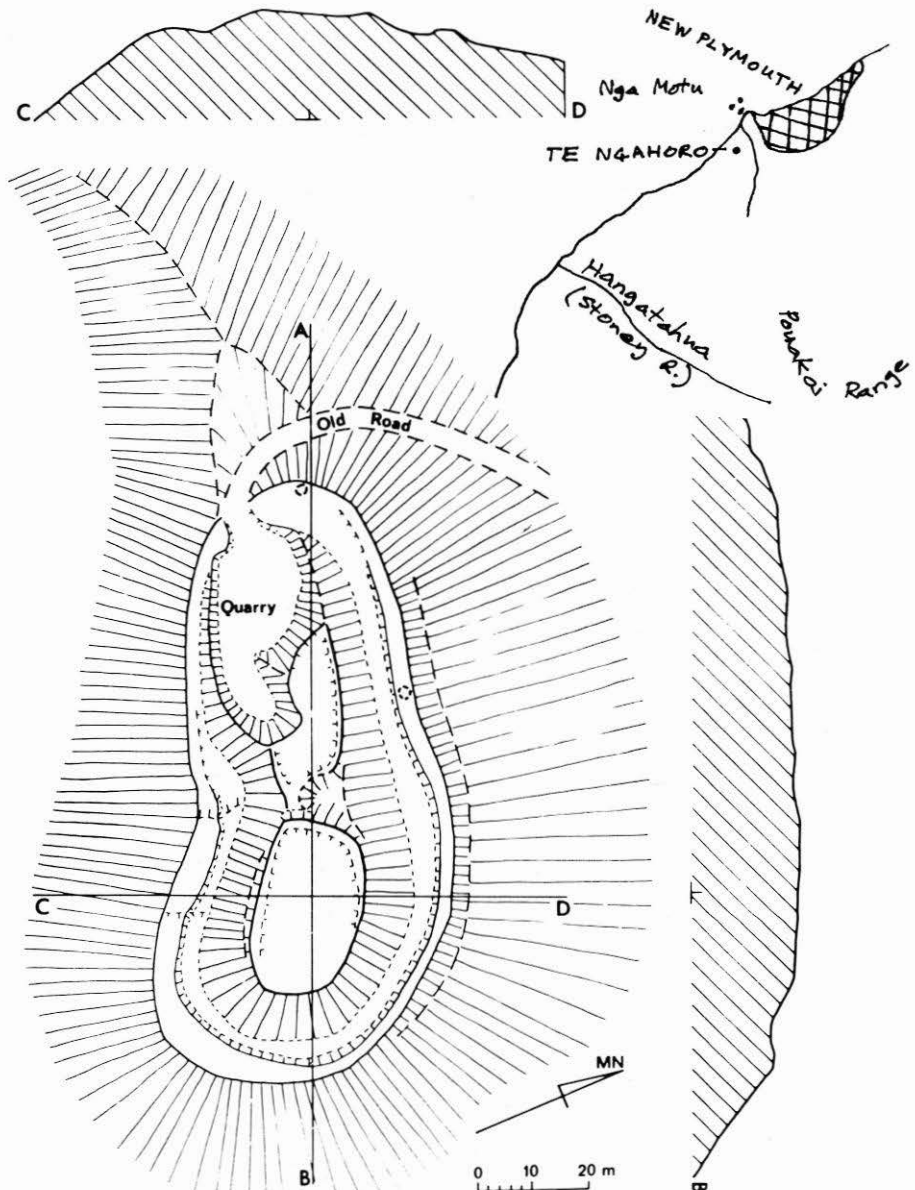 NEW PLYMOUTH
Nga Motu
C D
TE NGAHORO
Hangatahua
(Stoney R.)
Pouakai Range
A
Old Road
Quarry
C D
MN
B
0 10 20 m
B